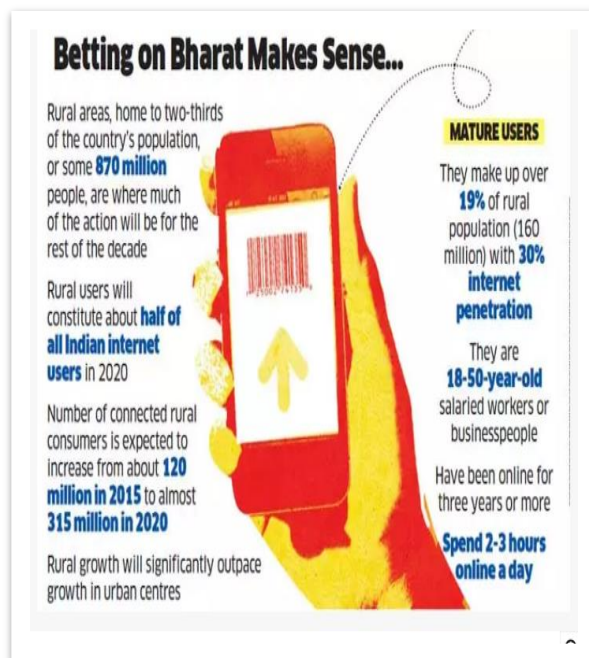 Betting on Bharat Makes Sense...
Rural areas, home to two-thirds
of the country's population,
or some 870 million
people, are where much
of the action will be for the
rest of the decade
Rural users will
constitute about half of
all Indian internet
users in 2020
Number of connected rural
consumers is expected to
increase from about 120
million in 2015 to almost
315 million in 2020
Rural growth will significantly outpace
growth in urban centres
MATURE USERS
They make up over
19% of rural
population (160
million) with 30%
internet
penetration
They are
18-50-year-old
salaried workers or
businesspeople
Have been online for
three years or more
Spend 2-3 hours
online a day